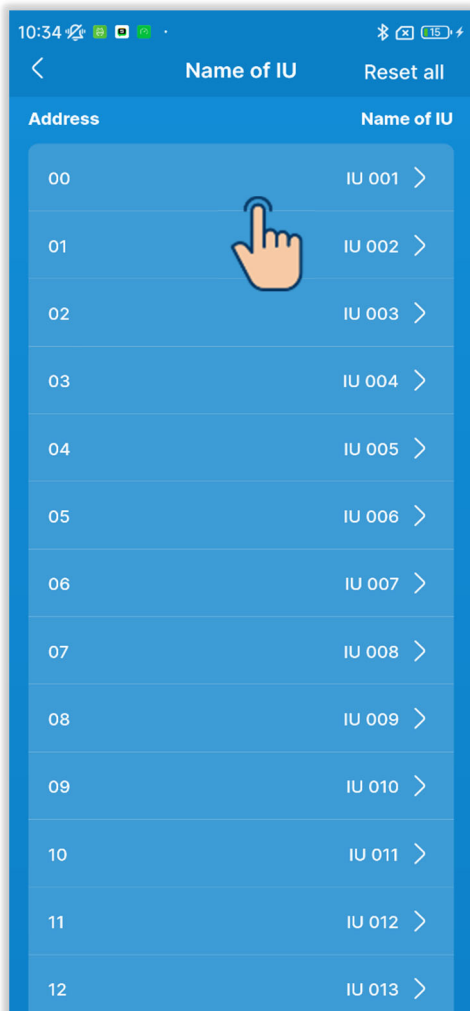 10:34 15
Name of IU Reset all
Address Name of IU
00 IU 001
01 IU 002
02 IU 003
03 IU 004
04 IU 005
05 IU 006
06 IU 007
07 IU 008
08 IU 009
09 IU 010
10 IU 011
11 IU 012
12 IU 013